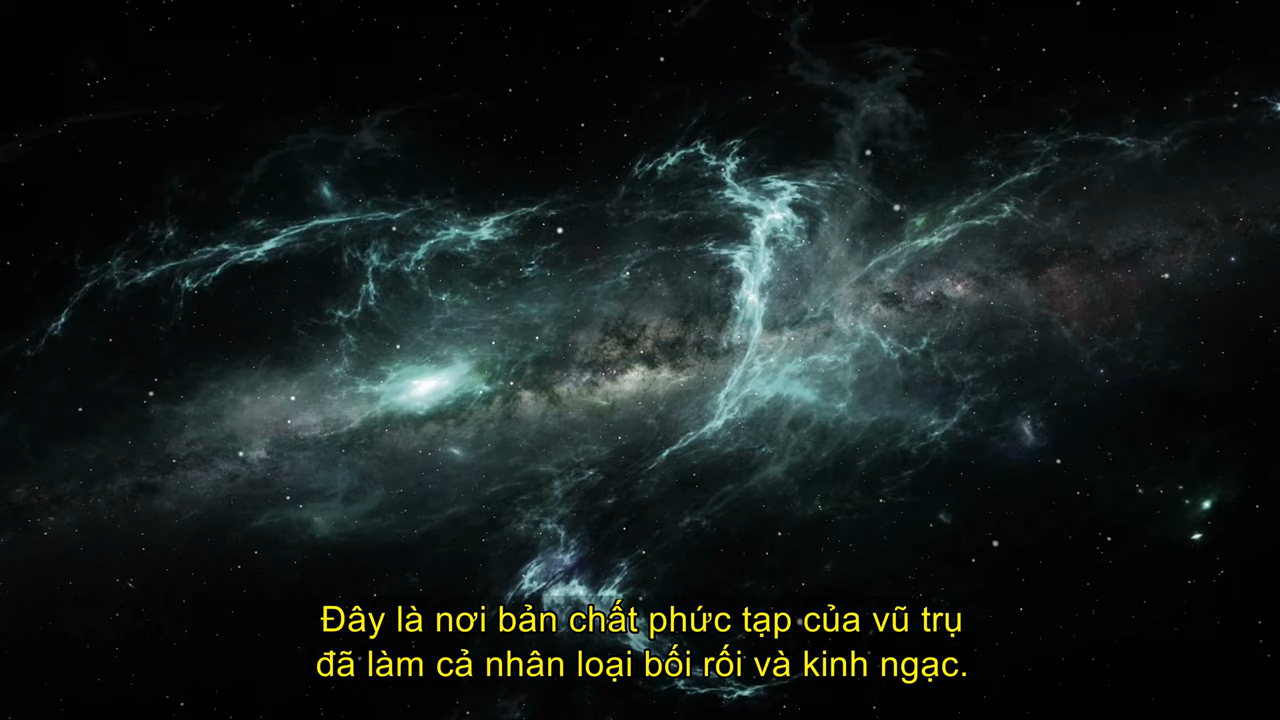 Đây là nơi bản chất phức tạp của vũ trụ
đã làm cả nhân loại bối rối và kinh ngạc.